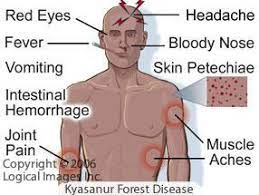 Red Eyes
Headache
Fever
Bloody Nose
Vomiting
Skin Petechiae
Intestinal
Hemorrhage
Joint
Pain
Muscle
Aches
Copyright © 2006
Logical Images Inc.
Kyasanur Forest Disease